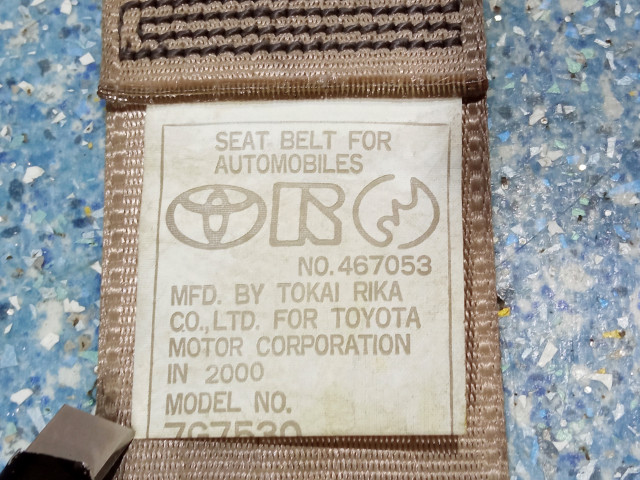 SEAT BELT FOR
AUTOMOBILES
NO. 467053
MFD. BY TOKAI RIKA
CO.,LTD. FOR TOYOTA
MOTOR CORPORATION
IN 2000
MODEL NO.